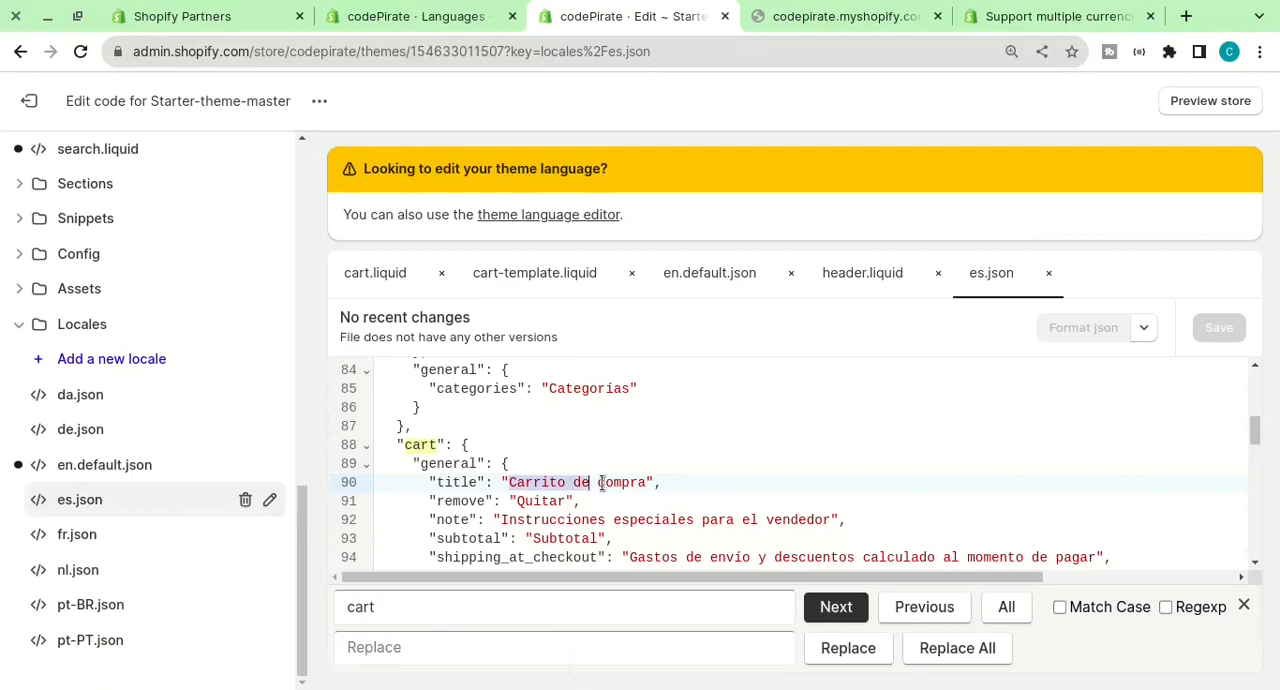 Shopify Partners
codePirate · Languages ·
codePirate · Edit ~ Starte
codepirate.myshopify.co
Support multiple currenc
admin.shopify.com/store/codepirate/themes/154633011507?key=locales%2Fes.json
C
Edit code for Starter-theme-master
Preview store
search.liquid
Sections
Snippets
Config
Assets
Locales
Add a new locale
da.json
de.json
en.default.json
es.json
fr.json
nl.json
pt-BR.json
pt-PT.json
Looking to edit your theme language?
You can also use the theme language editor.
cart.liquid
cart-template.liquid
en.default.json
header.liquid
es.json
No recent changes
File does not have any other versions
Format json
Save
84 "general": {
85 "categories": "Categorías"
86 }
87 },
88 "cart": {
89 "general": {
90 "title": "Carrito de compra",
91 "remove": "Quitar",
92 "note": "Instrucciones especiales para el vendedor",
93 "subtotal": "Subtotal",
94 "shipping_at_checkout": "Gastos de envío y descuentos calculado al momento de pagar",
cart
Next
Previous
All
Match Case
Regexp
Replace
Replace
Replace All